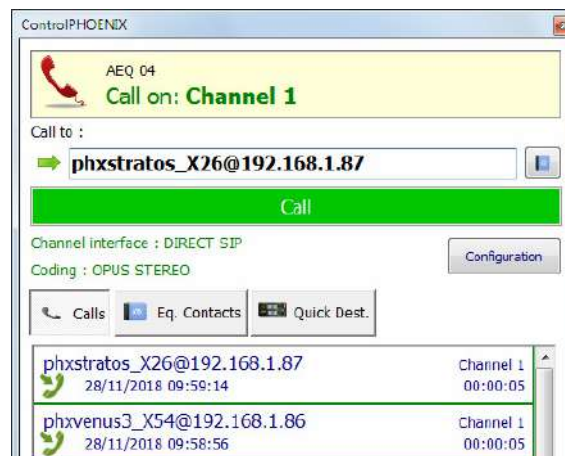 ControlPHOENIX
AEQ 04
Call on: Channel 1
Call to :
phxstratos_X26@192.168.1.87
Call
Channel interface : DIRECT SIP
Configuration
Coding : OPUS STEREO
Calls Eq. Contacts Quick Dest.
phxstratos_X26@192.168.1.87 Channel 1
28/11/2018 09:59:14 00:00:05
phxvenus3_X54@192.168.1.86 Channel 1
28/11/2018 09:58:56 00:00:05